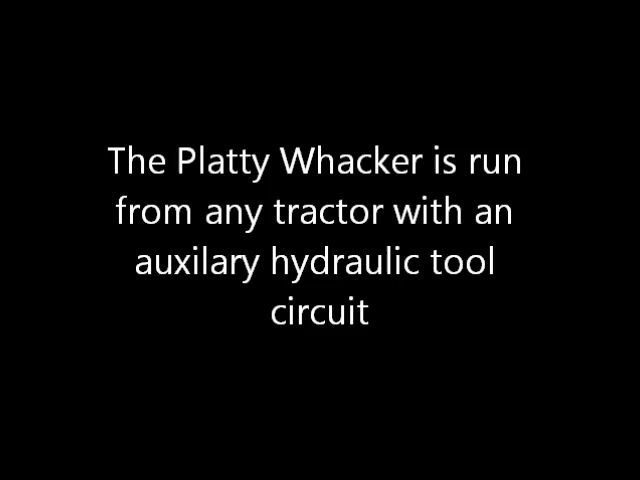 The Platty Whacker is run
from any tractor with an
auxilary hydraulic tool
circuit